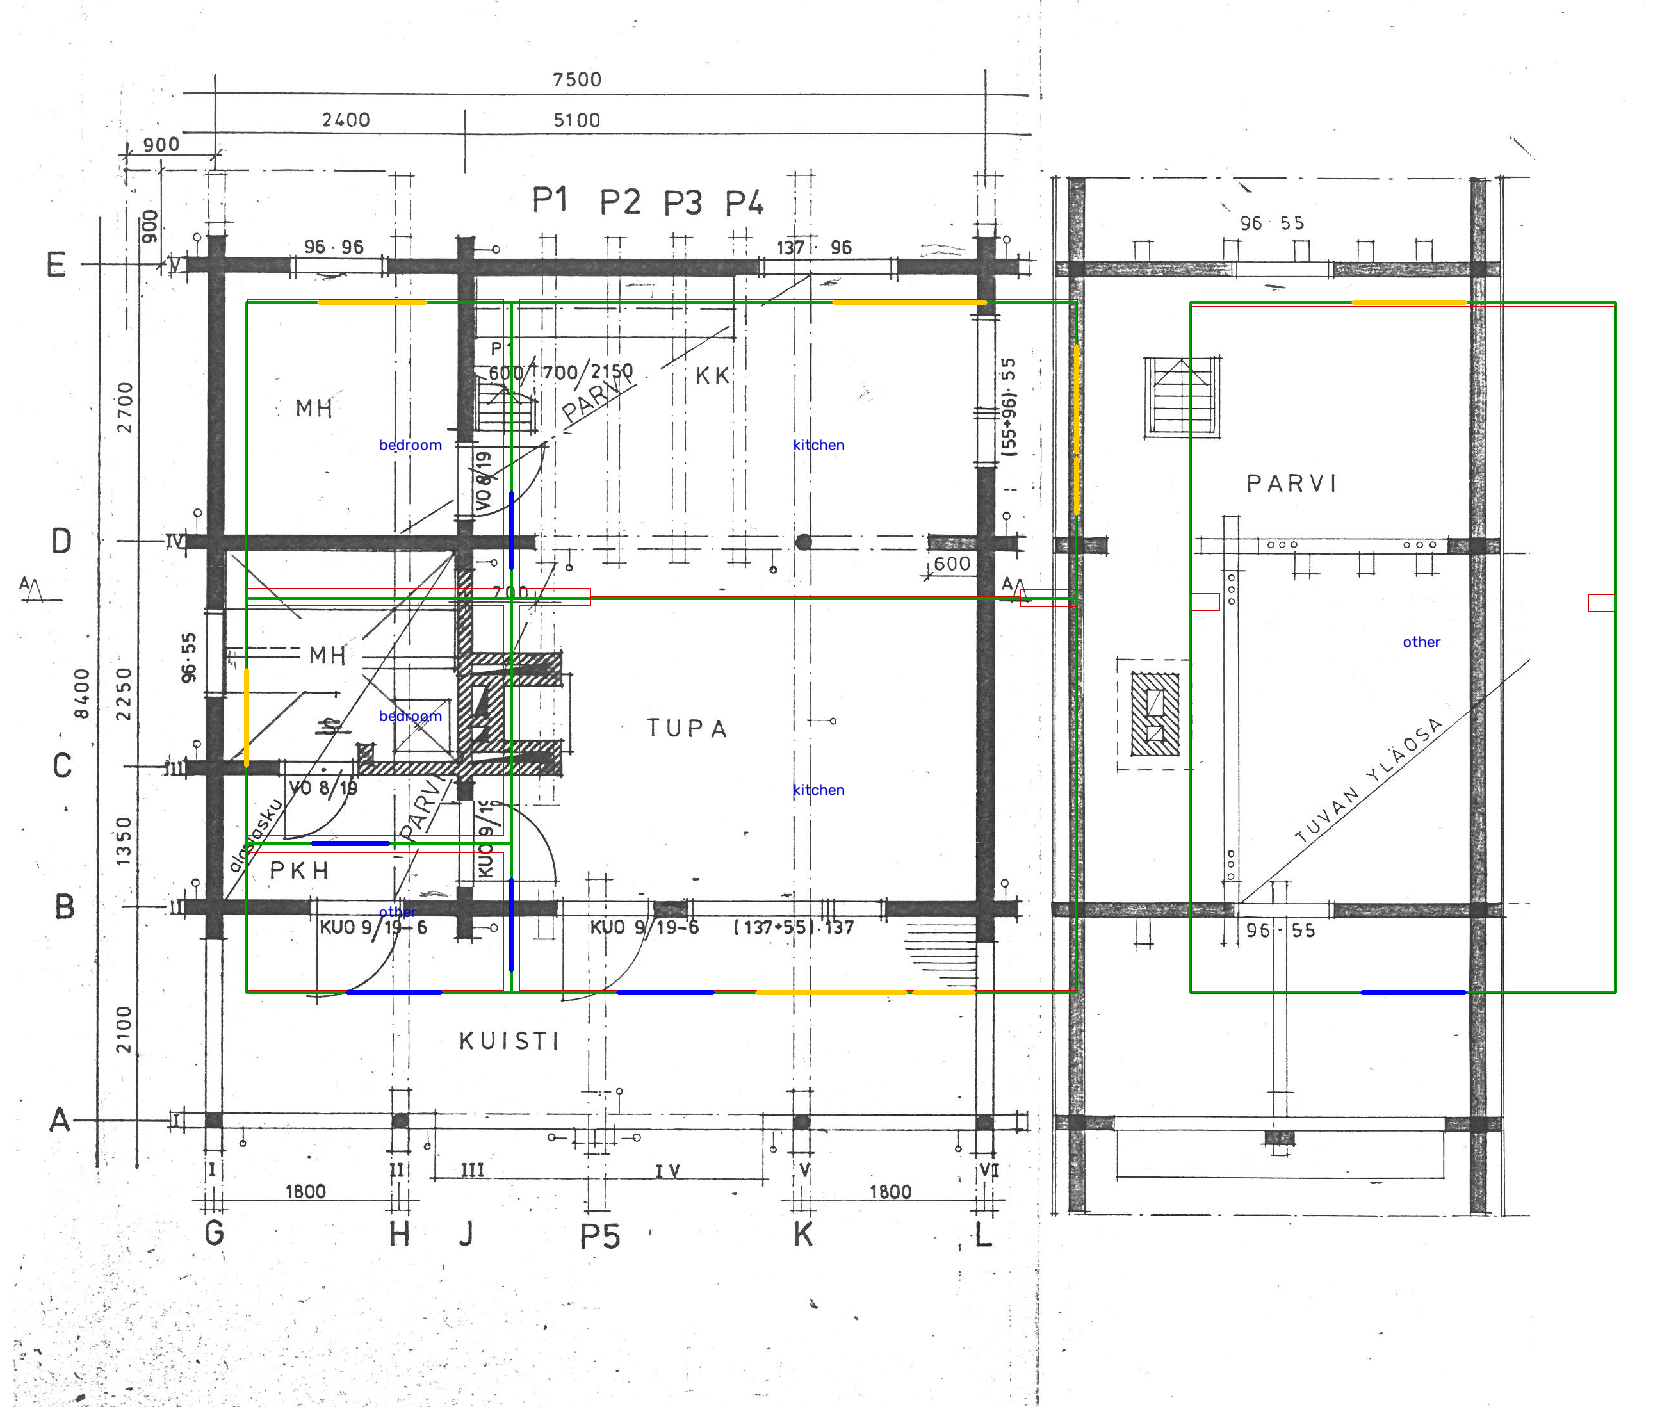 7500
2400
5100
900
900
P1 P2 P3 P4
96·96
137·96
96·55
E
V
P
600/700/2150
PARVI
KK
(55+96)·55
2700
MH
bedroom
kitchen
VO 8/19
PARVI
D
IV
600
A
700
A
MH
96·55
other
8400
2250
bedroom
TUPA
TUVAN YLÄOSA
C
III
VO 8/19
kitchen
alaslasku
PARVI
KUO 9/19
1350
PKH
B
II
other
KUO 9/19-6
KUO 9/19-6
(137+55)·137
96·55
2100
KUISTI
A
I
I II III IV V VI
1800
1800
G H J P5 K L